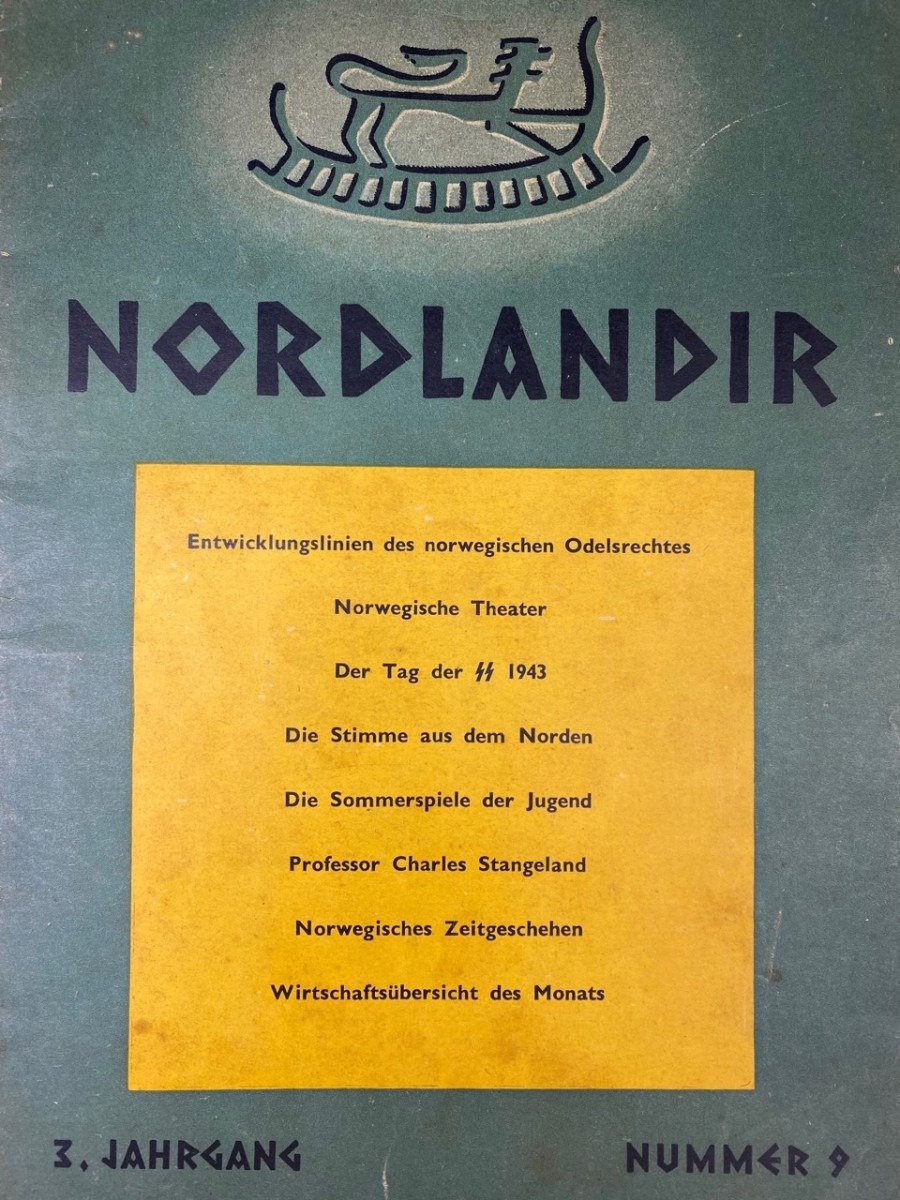 NORDLANDIR
Entwicklungslinien des norwegischen Odelsrechtes
Norwegische Theater
Der Tag der ᛋᛋ 1943
Die Stimme aus dem Norden
Die Sommerspiele der Jugend
Professor Charles Stangeland
Norwegisches Zeitgeschehen
Wirtschaftsübersicht des Monats
3. JAHRGANG
NUMMER 9